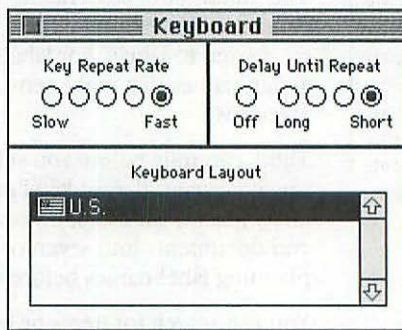 Keyboard
Key Repeat Rate
Slow Fast
Delay Until Repeat
Off Long Short
Keyboard Layout
U.S.